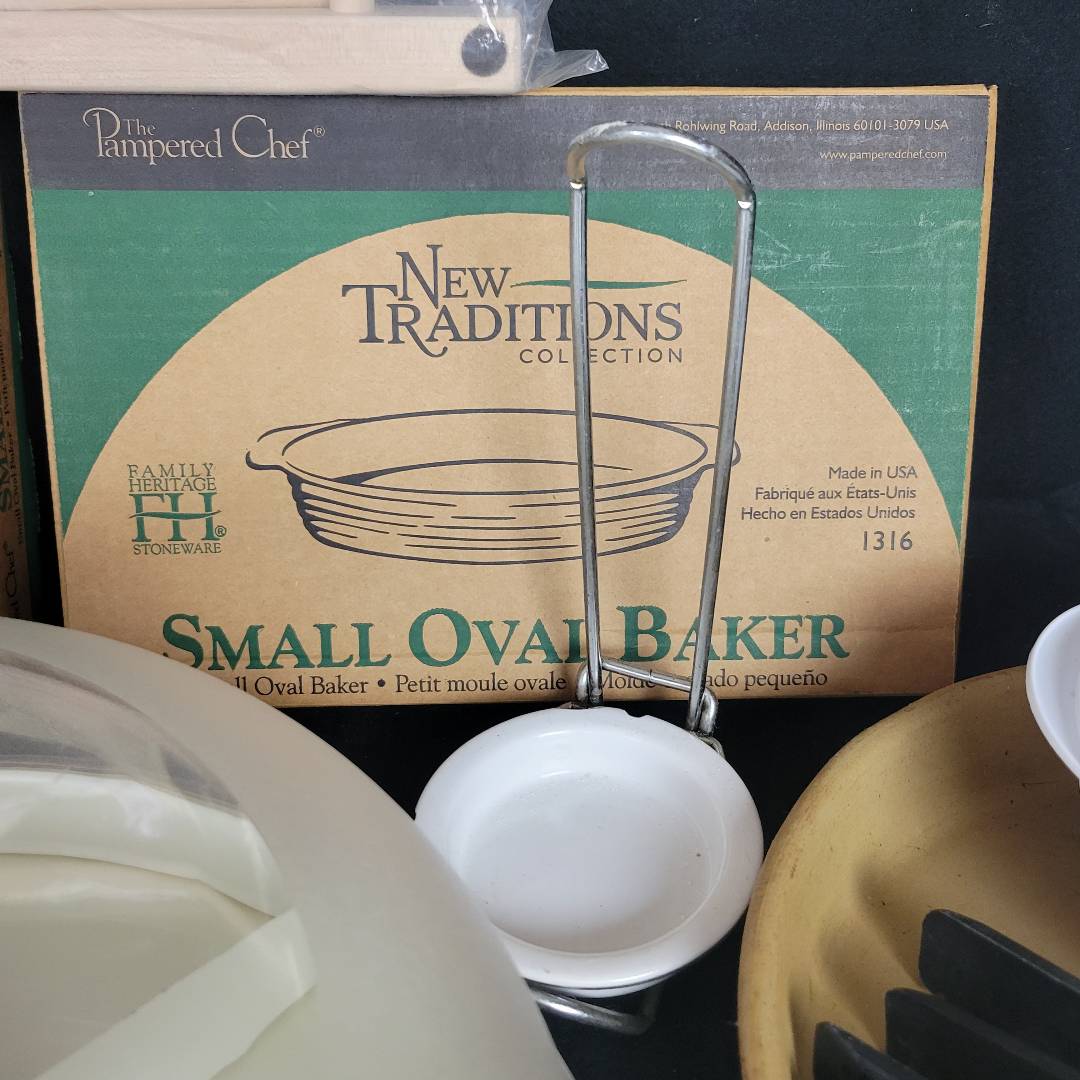 The
Pampered Chef®
Rohlwing Road, Addison, Illinois 60101-3079 USA
www.pamperedchef.com
NEW
TRADITIONS
COLLECTION
FAMILY
HERITAGE
FH®
STONEWARE
Made in USA
Fabriqué aux États-Unis
Hecho en Estados Unidos
1316
SMALL OVAL BAKER
Oval Baker • Petit moule ovale pequeño